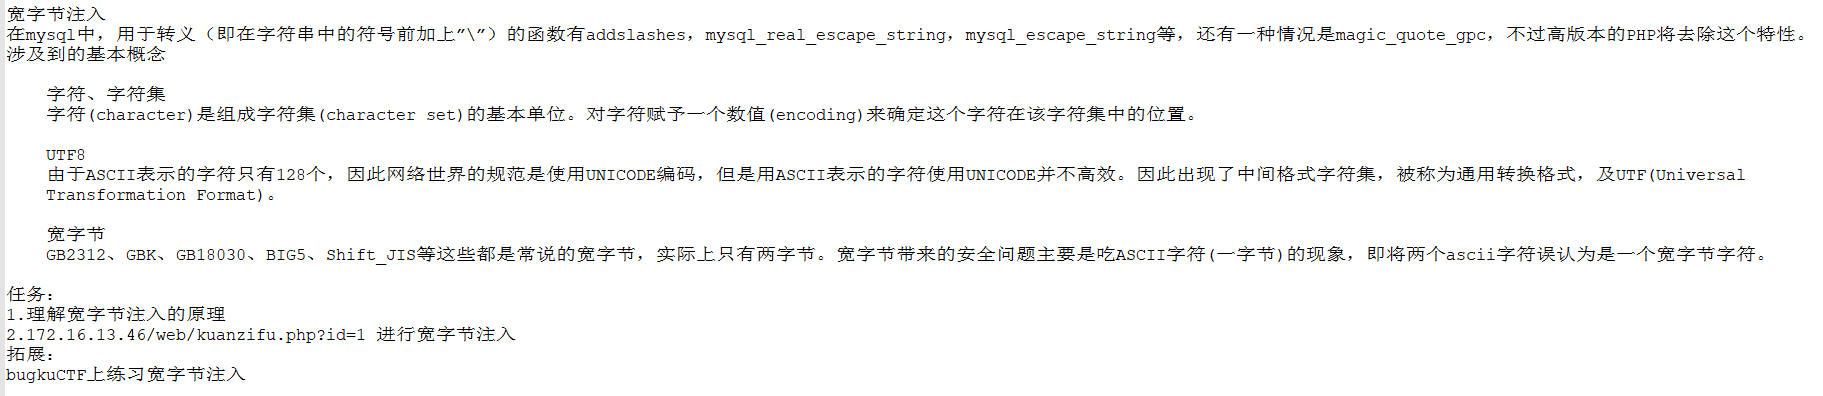 宽字节注入
在mysql中，用于转义（即在字符串中的符号前加上”\”）的函数有addslashes，mysql_real_escape_string，mysql_escape_string等，还有一种情况是magic_quote_gpc，不过高版本的PHP将去除这个特性。
涉及到的基本概念
字符、字符集
字符(character)是组成字符集(character set)的基本单位。对字符赋予一个数值(encoding)来确定这个字符在该字符集中的位置。
UTF8
由于ASCII表示的字符只有128个，因此网络世界的规范是使用UNICODE编码，但是用ASCII表示的字符使用UNICODE并不高效。因此出现了中间格式字符集，被称为通用转换格式，及UTF(Universal
Transformation Format)。
宽字节
GB2312、GBK、GB18030、BIG5、Shift_JIS等这些都是常说的宽字节，实际上只有两字节。宽字节带来的安全问题主要是吃ASCII字符(一字节)的现象，即将两个ascii字符误认为是一个宽字节字符。
任务：
1.理解宽字节注入的原理
2.172.16.13.46/web/kuanzifu.php?id=1 进行宽字节注入
拓展：
bugkuCTF上练习宽字节注入